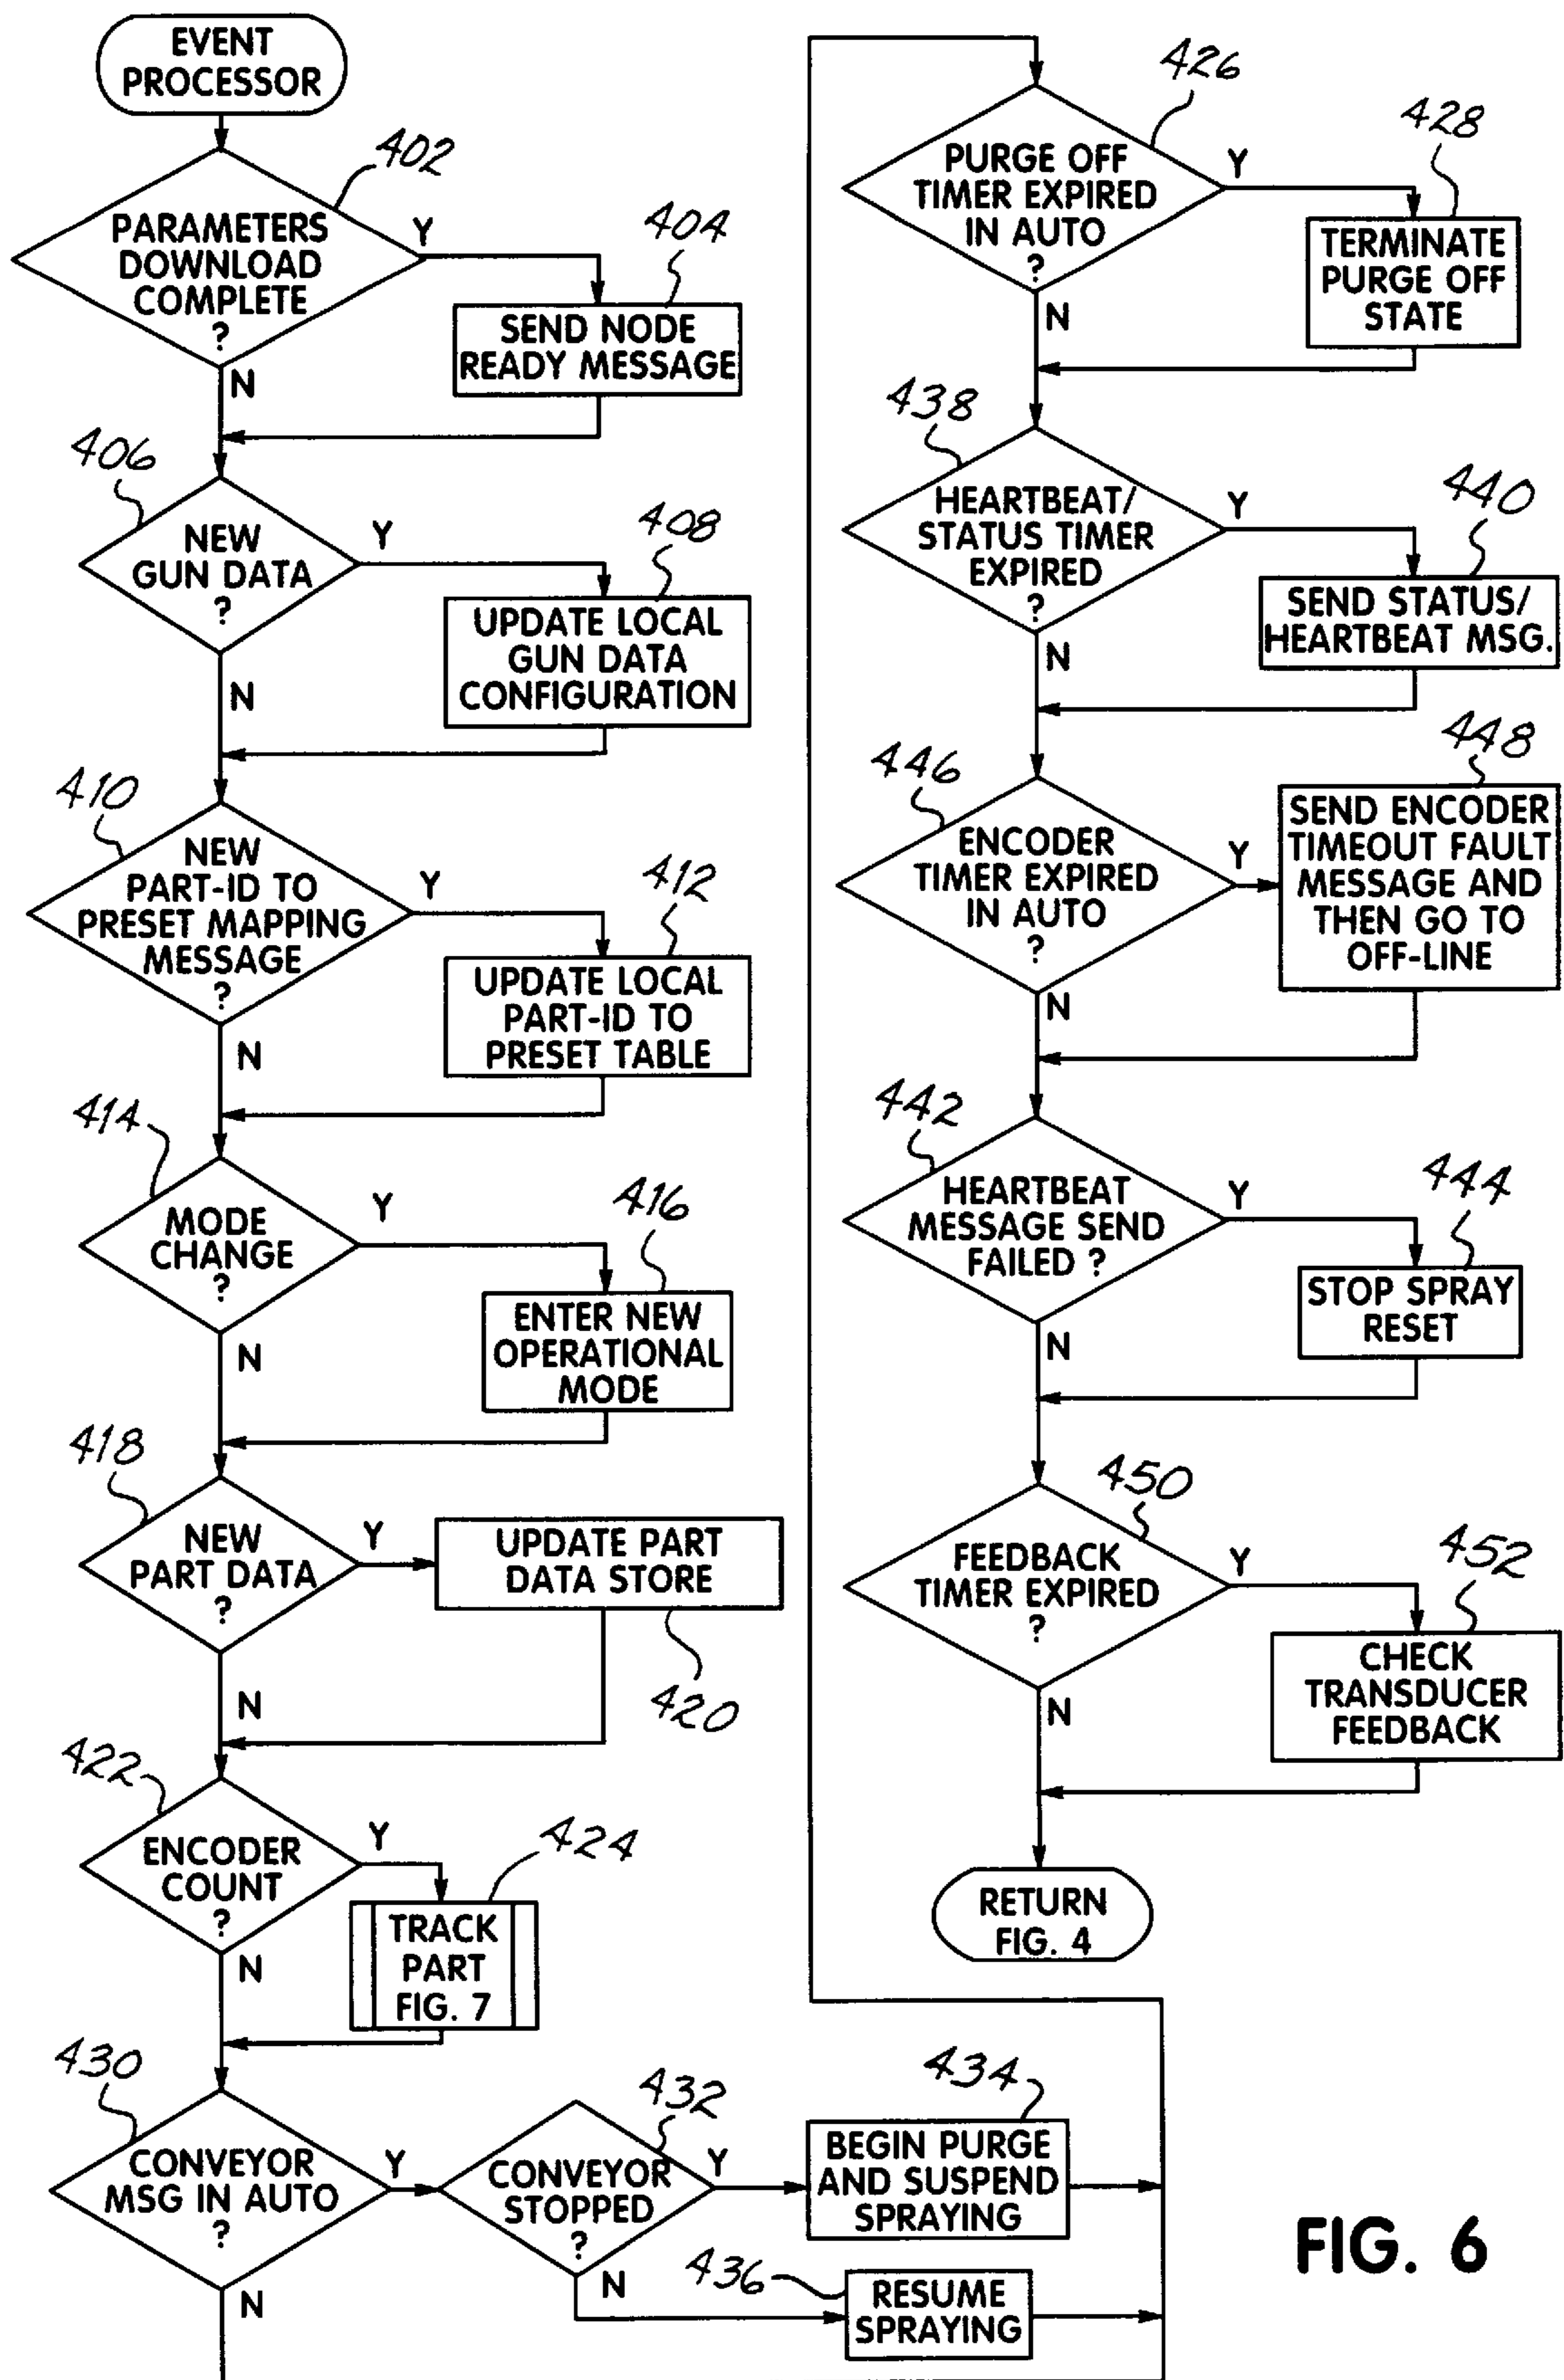 EVENT
PROCESSOR
402
PARAMETERS
DOWNLOAD
COMPLETE
?
Y
N
404
SEND NODE
READY MESSAGE
406
NEW
GUN DATA
?
Y
N
408
UPDATE LOCAL
GUN DATA
CONFIGURATION
410
NEW
PART-ID TO
PRESET MAPPING
MESSAGE
?
Y
N
412
UPDATE LOCAL
PART-ID TO
PRESET TABLE
414
MODE
CHANGE
?
Y
N
416
ENTER NEW
OPERATIONAL
MODE
418
NEW
PART DATA
?
Y
N
UPDATE PART
DATA STORE
420
422
ENCODER
COUNT
?
Y
N
424
TRACK
PART
FIG. 7
430
CONVEYOR
MSG IN AUTO
?
Y
N
432
CONVEYOR
STOPPED
?
Y
N
434
BEGIN PURGE
AND SUSPEND
SPRAYING
436
RESUME
SPRAYING
426
PURGE OFF
TIMER EXPIRED
IN AUTO
?
Y
N
428
TERMINATE
PURGE OFF
STATE
438
HEARTBEAT/
STATUS TIMER
EXPIRED
?
Y
N
440
SEND STATUS/
HEARTBEAT MSG.
446
ENCODER
TIMER EXPIRED
IN AUTO
?
Y
N
448
SEND ENCODER
TIMEOUT FAULT
MESSAGE AND
THEN GO TO
OFF-LINE
442
HEARTBEAT
MESSAGE SEND
FAILED ?
Y
N
444
STOP SPRAY
RESET
450
FEEDBACK
TIMER EXPIRED
?
Y
N
452
CHECK
TRANSDUCER
FEEDBACK
RETURN
FIG. 4
FIG. 6